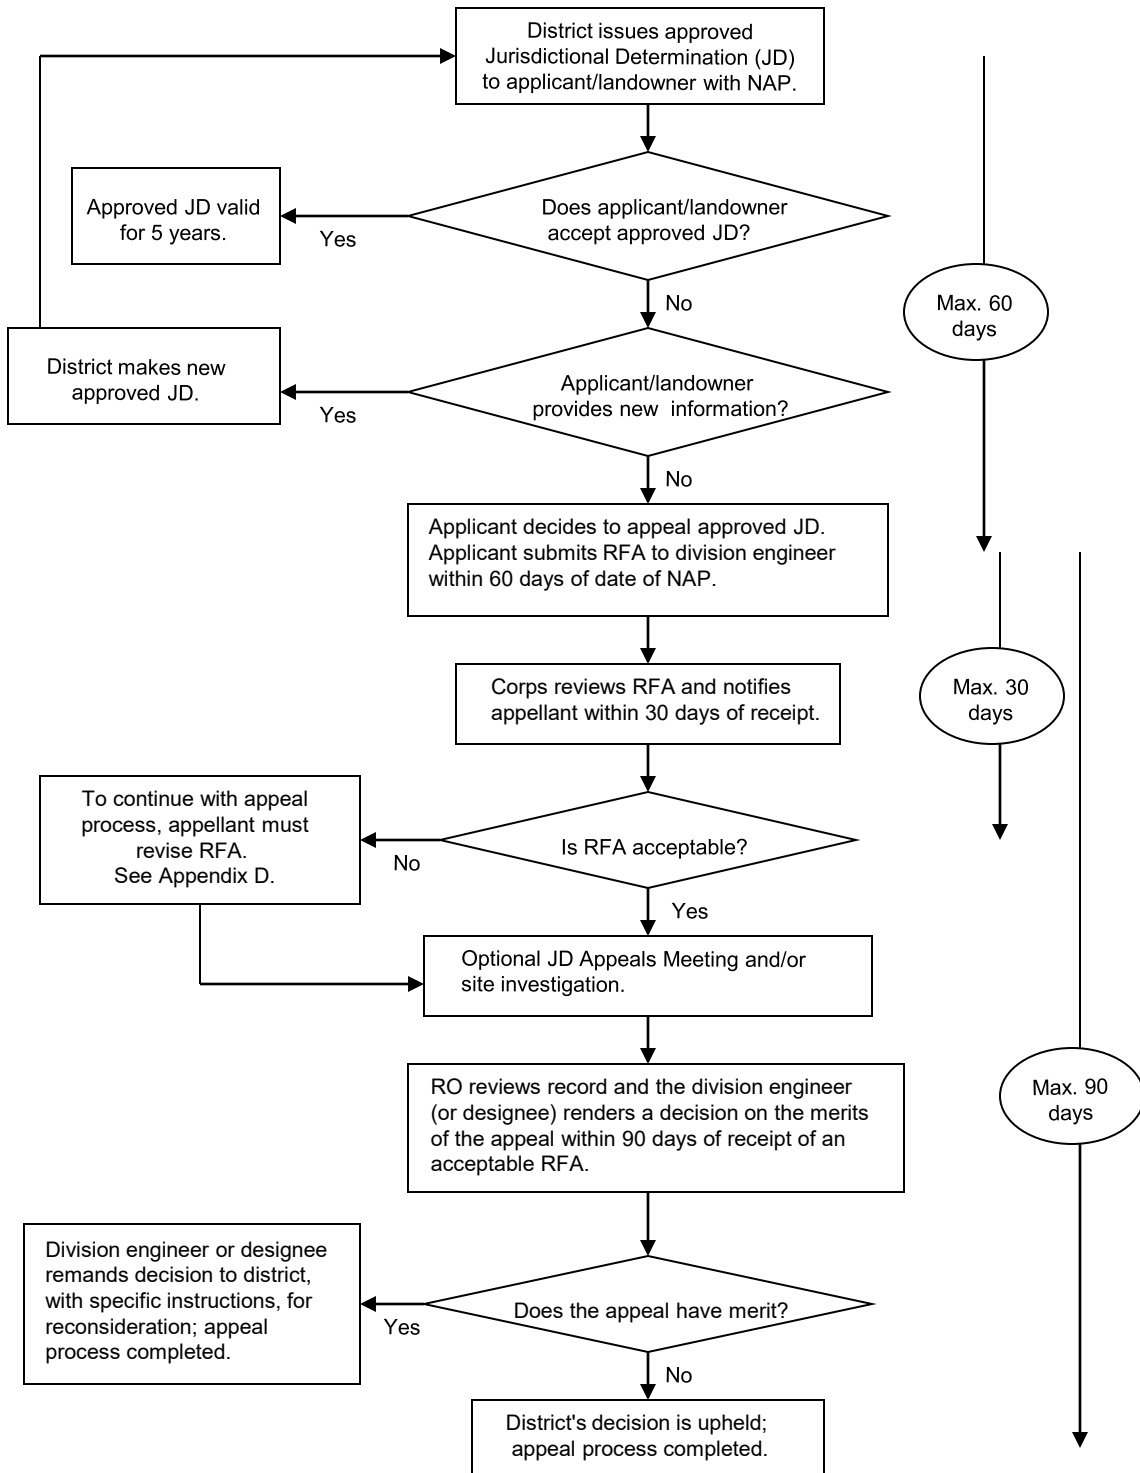 District issues approved
Jurisdictional Determination (JD)
to applicant/landowner with NAP.
Does applicant/landowner
accept approved JD?
Yes
Approved JD valid
for 5 years.
No
Max. 60
days
Applicant/landowner
provides new information?
Yes
District makes new
approved JD.
No
Applicant decides to appeal approved JD.
Applicant submits RFA to division engineer
within 60 days of date of NAP.
Corps reviews RFA and notifies
appellant within 30 days of receipt.
Max. 30
days
Is RFA acceptable?
No
To continue with appeal
process, appellant must
revise RFA.
See Appendix D.
Yes
Optional JD Appeals Meeting and/or
site investigation.
RO reviews record and the division engineer
(or designee) renders a decision on the merits
of the appeal within 90 days of receipt of an
acceptable RFA.
Max. 90
days
Does the appeal have merit?
Yes
Division engineer or designee
remands decision to district,
with specific instructions, for
reconsideration; appeal
process completed.
No
District's decision is upheld;
appeal process completed.